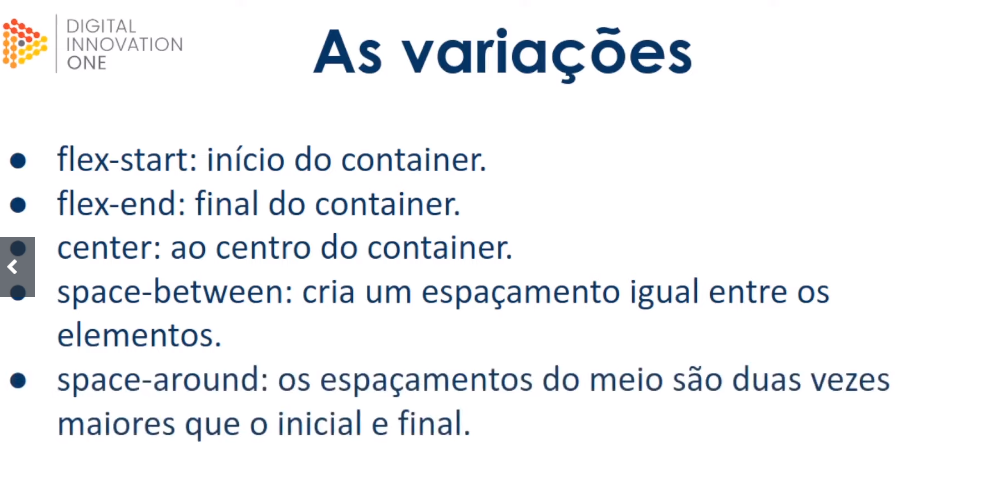 DIGITAL
INNOVATION
ONE
As variações
● flex-start: início do container.
● flex-end: final do container.
● center: ao centro do container.
● space-between: cria um espaçamento igual entre os
elementos.
● space-around: os espaçamentos do meio são duas vezes
maiores que o inicial e final.